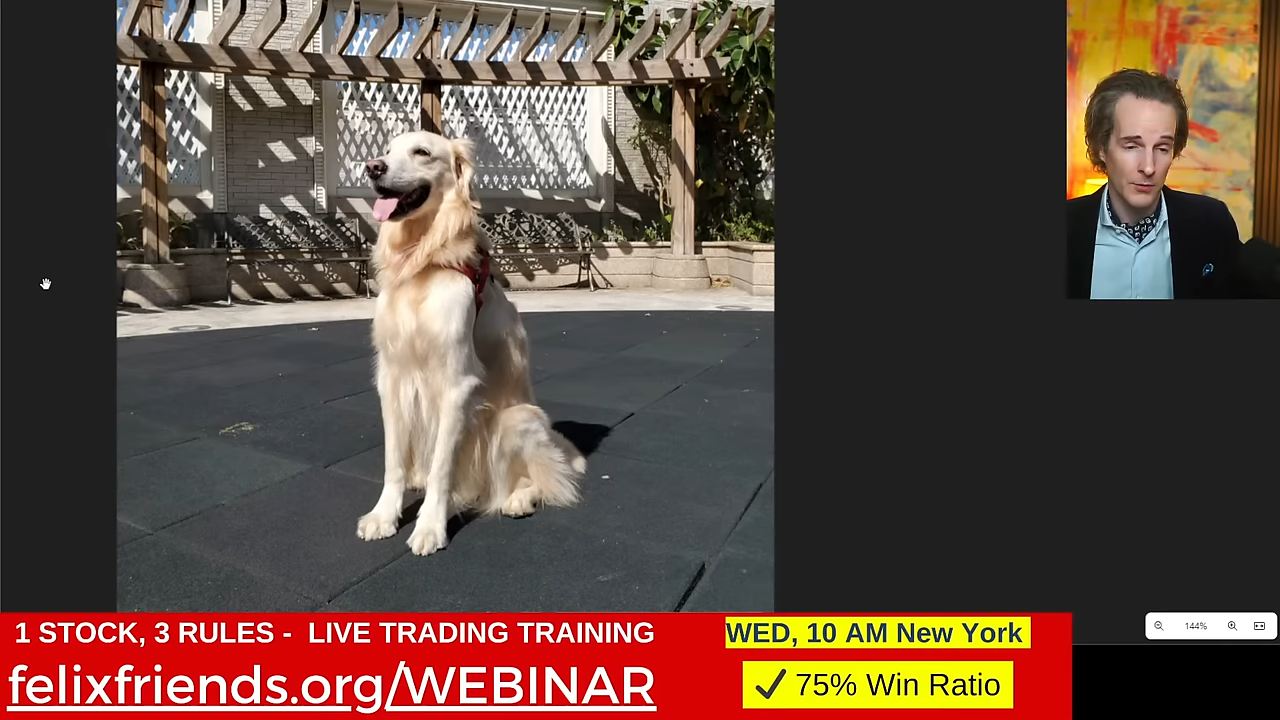 144%
1 STOCK, 3 RULES - LIVE TRADING TRAINING
WED, 10 AM New York
felixfriends.org/WEBINAR
✓ 75% Win Ratio